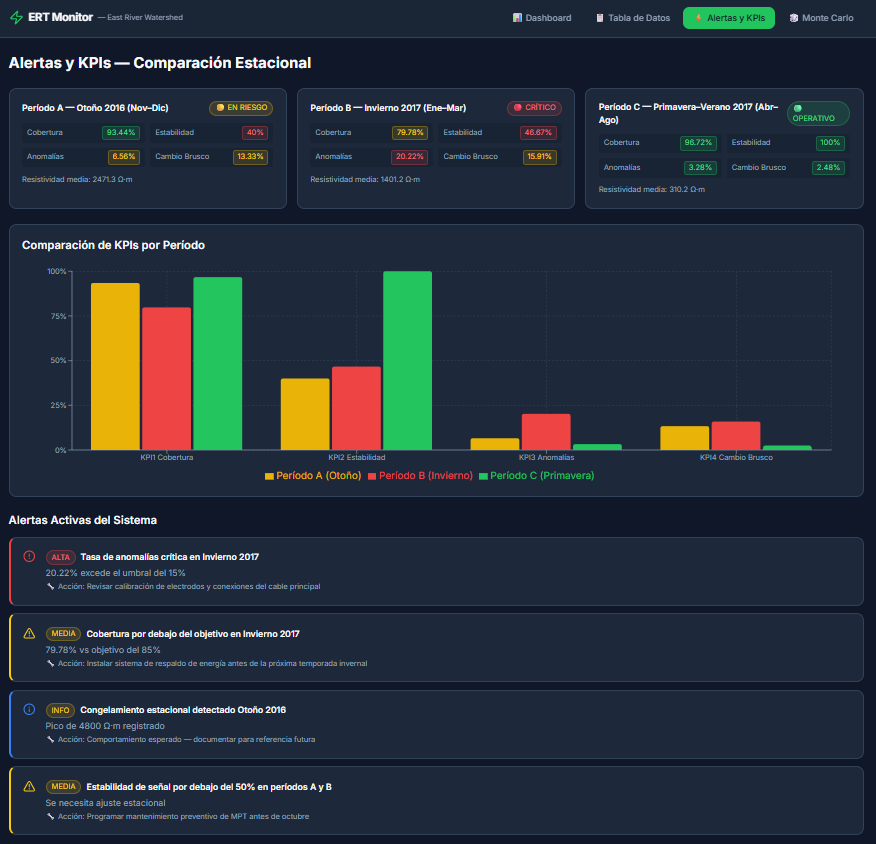 ERT Monitor — East River Watershed
Dashboard
Tabla de Datos
Alertas y KPIs
Monte Carlo
Alertas y KPIs — Comparación Estacional
Período A — Otoño 2016 (Nov–Dic)
EN RIESGO
Cobertura 93.44%
Estabilidad 40%
Anomalías 6.56%
Cambio Brusco 13.33%
Resistividad media: 2471.3 Ω·m
Período B — Invierno 2017 (Ene–Mar)
CRÍTICO
Cobertura 79.78%
Estabilidad 46.67%
Anomalías 20.22%
Cambio Brusco 15.91%
Resistividad media: 1401.2 Ω·m
Período C — Primavera–Verano 2017 (Abr–
Ago)
OPERATIVO
Cobertura 96.72%
Estabilidad 100%
Anomalías 3.28%
Cambio Brusco 2.48%
Resistividad media: 310.2 Ω·m
Comparación de KPIs por Período
100%
75%
50%
25%
0%
KPI1 Cobertura
KPI2 Estabilidad
KPI3 Anomalías
KPI4 Cambio Brusco
Período A (Otoño) Período B (Invierno) Período C (Primavera)
Alertas Activas del Sistema
ALTA Tasa de anomalías crítica en Invierno 2017
20.22% excede el umbral del 15%
Acción: Revisar calibración de electrodos y conexiones del cable principal
MEDIA Cobertura por debajo del objetivo en Invierno 2017
79.78% vs objetivo del 85%
Acción: Instalar sistema de respaldo de energía antes de la próxima temporada invernal
INFO Congelamiento estacional detectado Otoño 2016
Pico de 4800 Ω·m registrado
Acción: Comportamiento esperado — documentar para referencia futura
MEDIA Estabilidad de señal por debajo del 50% en períodos A y B
Se necesita ajuste estacional
Acción: Programar mantenimiento preventivo de MPT antes de octubre